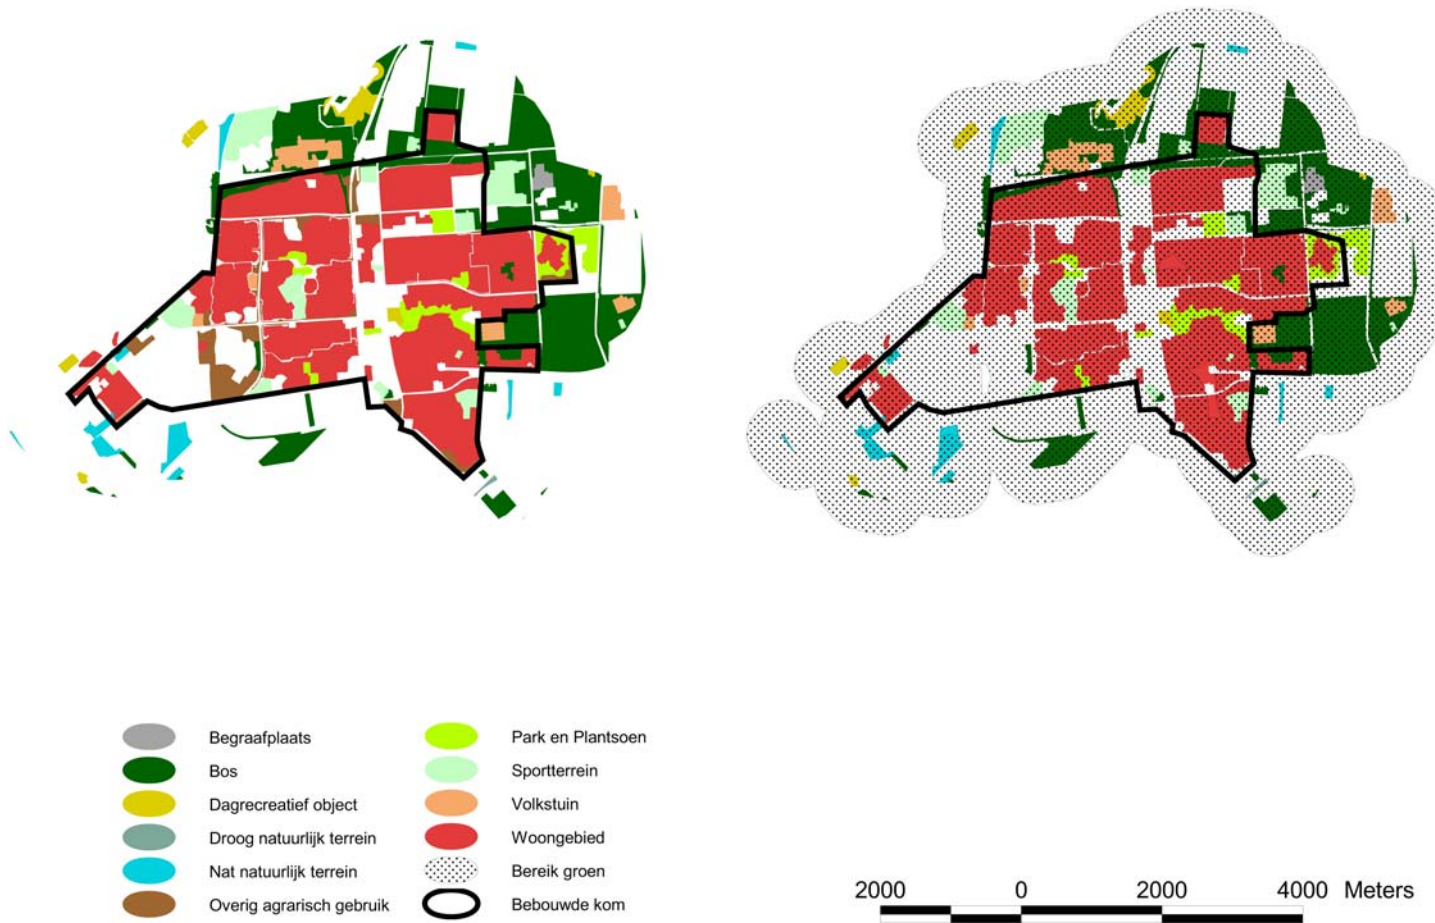 Begraafplaats
Bos
Dagrecreatief object
Droog natuurlijk terrein
Nat natuurlijk terrein
Overig agrarisch gebruik
Park en Plantsoen
Sportterrein
Volkstuin
Woongebied
Bereik groen
Bebouwde kom
2000 0 2000 4000 Meters